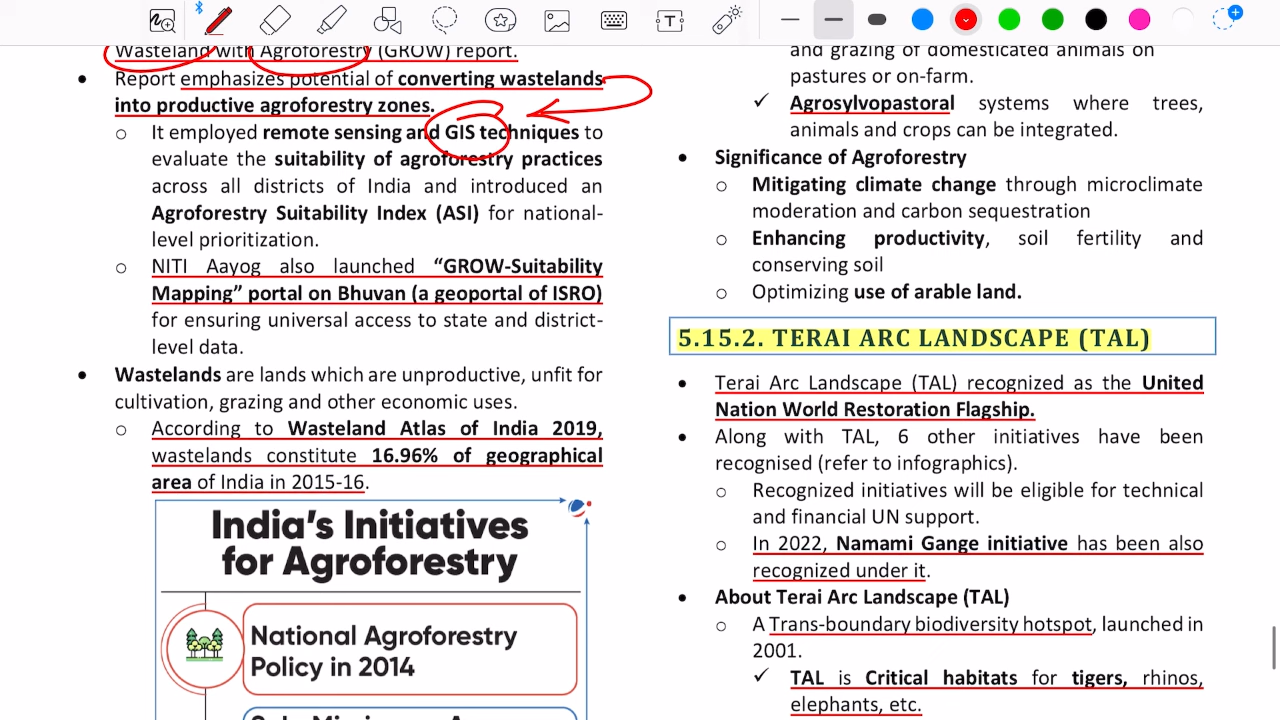 Wasteland with Agroforestry (GROW) report.
• Report emphasizes potential of converting wastelands
into productive agroforestry zones.
o It employed remote sensing and GIS techniques to
evaluate the suitability of agroforestry practices
across all districts of India and introduced an
Agroforestry Suitability Index (ASI) for national-
level prioritization.
o NITI Aayog also launched “GROW-Suitability
Mapping” portal on Bhuvan (a geoportal of ISRO)
for ensuring universal access to state and district-
level data.
• Wastelands are lands which are unproductive, unfit for
cultivation, grazing and other economic uses.
o According to Wasteland Atlas of India 2019,
wastelands constitute 16.96% of geographical
area of India in 2015-16.
India’s Initiatives
for Agroforestry
National Agroforestry
Policy in 2014
and grazing of domesticated animals on
pastures or on-farm.
✓ Agrosylvopastoral systems where trees,
animals and crops can be integrated.
• Significance of Agroforestry
o Mitigating climate change through microclimate
moderation and carbon sequestration
o Enhancing productivity, soil fertility and
conserving soil
o Optimizing use of arable land.
5.15.2. TERAI ARC LANDSCAPE (TAL)
• Terai Arc Landscape (TAL) recognized as the United
Nation World Restoration Flagship.
• Along with TAL, 6 other initiatives have been
recognised (refer to infographics).
o Recognized initiatives will be eligible for technical
and financial UN support.
o In 2022, Namami Gange initiative has been also
recognized under it.
• About Terai Arc Landscape (TAL)
o A Trans-boundary biodiversity hotspot, launched in
2001.
✓ TAL is Critical habitats for tigers, rhinos,
elephants, etc.